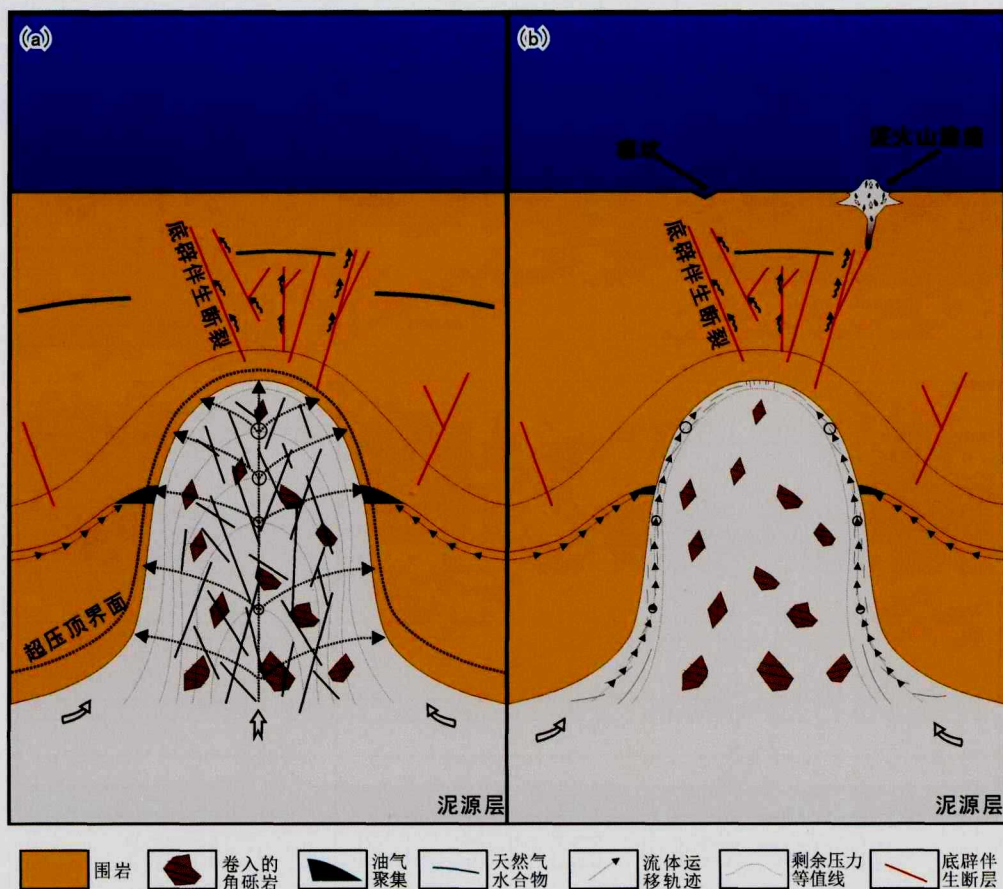 (a)
底辟伴生断裂
超压顶界面
泥源层
(b)
泥火山
底辟伴生断裂
泥源层
围岩
卷入的
角砾岩
油气
聚集
天然气
水合物
流体运
移轨迹
剩余压力
等值线
底辟伴
生断层